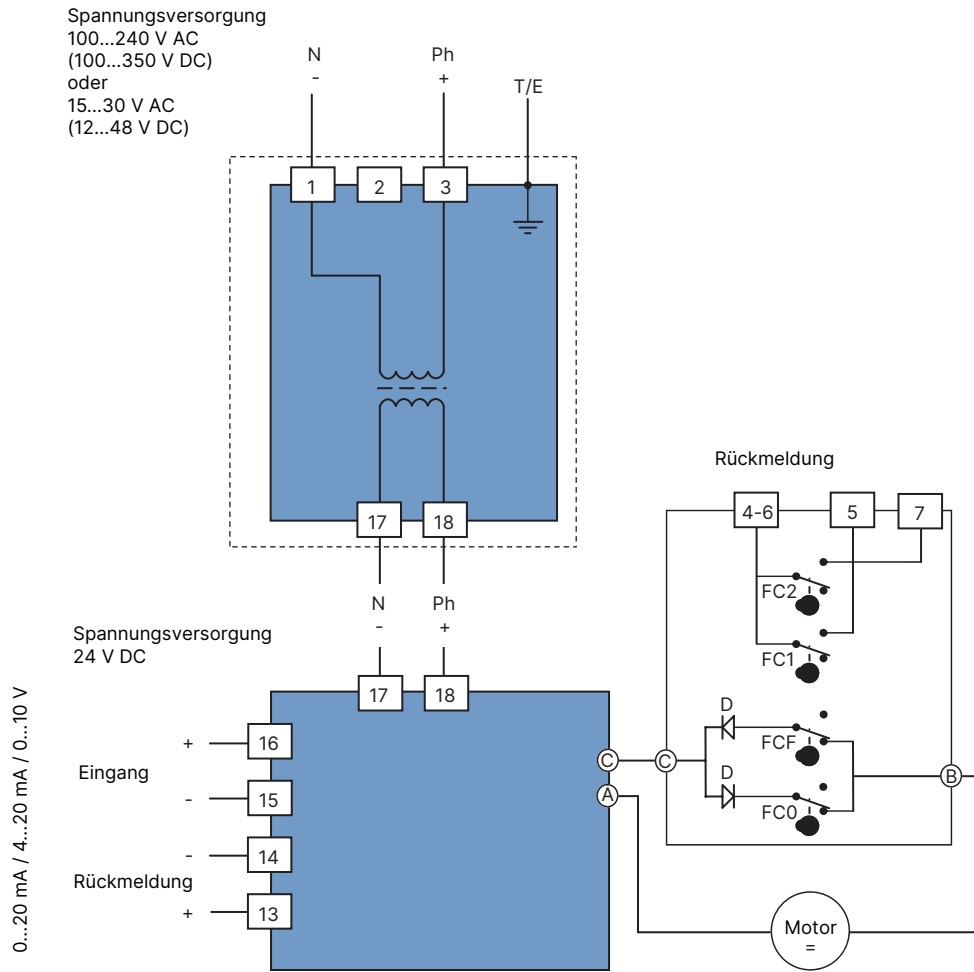 Spannungsversorgung
100...240 V AC
(100...350 V DC)
oder
15...30 V AC
(12...48 V DC)
N
-
Ph
+
T/E
1
2
3
17
18
N
-
Ph
+
Spannungsversorgung
24 V DC
17
18
0...20 mA / 4...20 mA / 0...10 V
+
16
Eingang
-
15
-
14
Rückmeldung
+
13
C
A
Rückmeldung
4-6
5
7
FC2
FC1
D
FCF
C
D
FC0
B
Motor
=